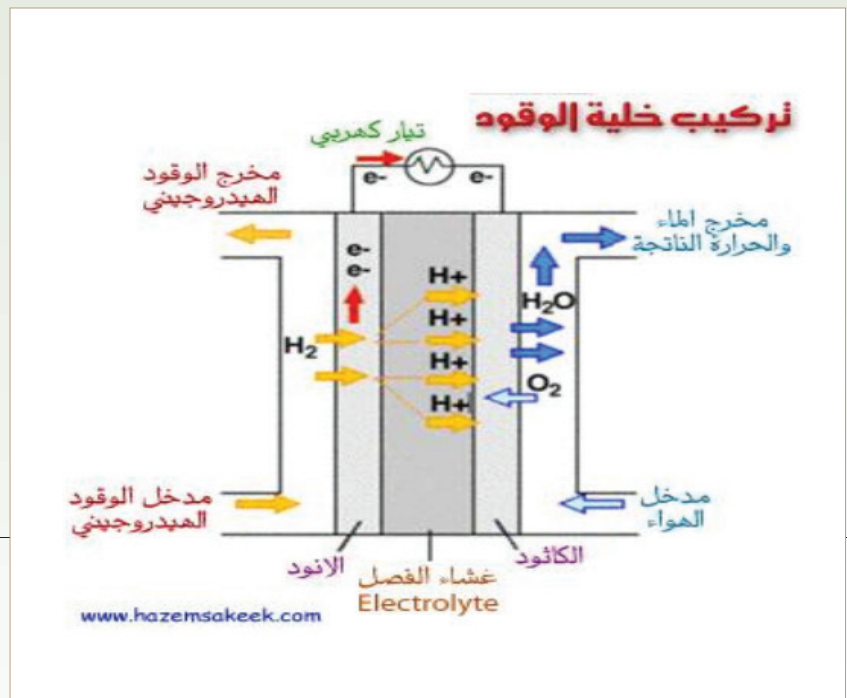 تركيب خلية الوقود
تيار كهربي
e-
e-
مخرج الوقود
الهيدروجيني
مخرج الماء
والحرارة الناتجة
e-
e-
H+
H2O
H+
H2
H+
O2
H+
مدخل الوقود
الهيدروجيني
مدخل
الهواء
الانود
غشاء الفصل
Electrolyte
الكاثود
www.hazemsakeek.com